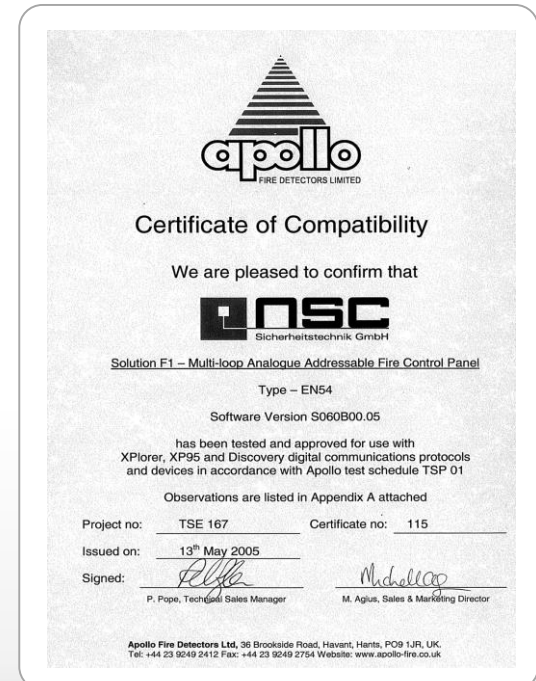 apollo
FIRE DETECTORS LIMITED
Certificate of Compatibility
We are pleased to confirm that
nsc
Sicherheitstechnik GmbH
Solution F1 – Multi-loop Analogue Addressable Fire Control Panel
Type – EN54
Software Version S060B00.05
has been tested and approved for use with
XPlorer, XP95 and Discovery digital communications protocols
and devices in accordance with Apollo test schedule TSP 01
Observations are listed in Appendix A attached
Project no: TSE 167 Certificate no: 115
Issued on: 13th May 2005
Signed:
P. Pope, Technical Sales Manager M. Agius, Sales & Marketing Director
Apollo Fire Detectors Ltd, 36 Brookside Road, Havant, Hants, PO9 1JR, UK.
Tel: +44 23 9249 2412 Fax: +44 23 9249 2754 Website: www.apollo-fire.co.uk